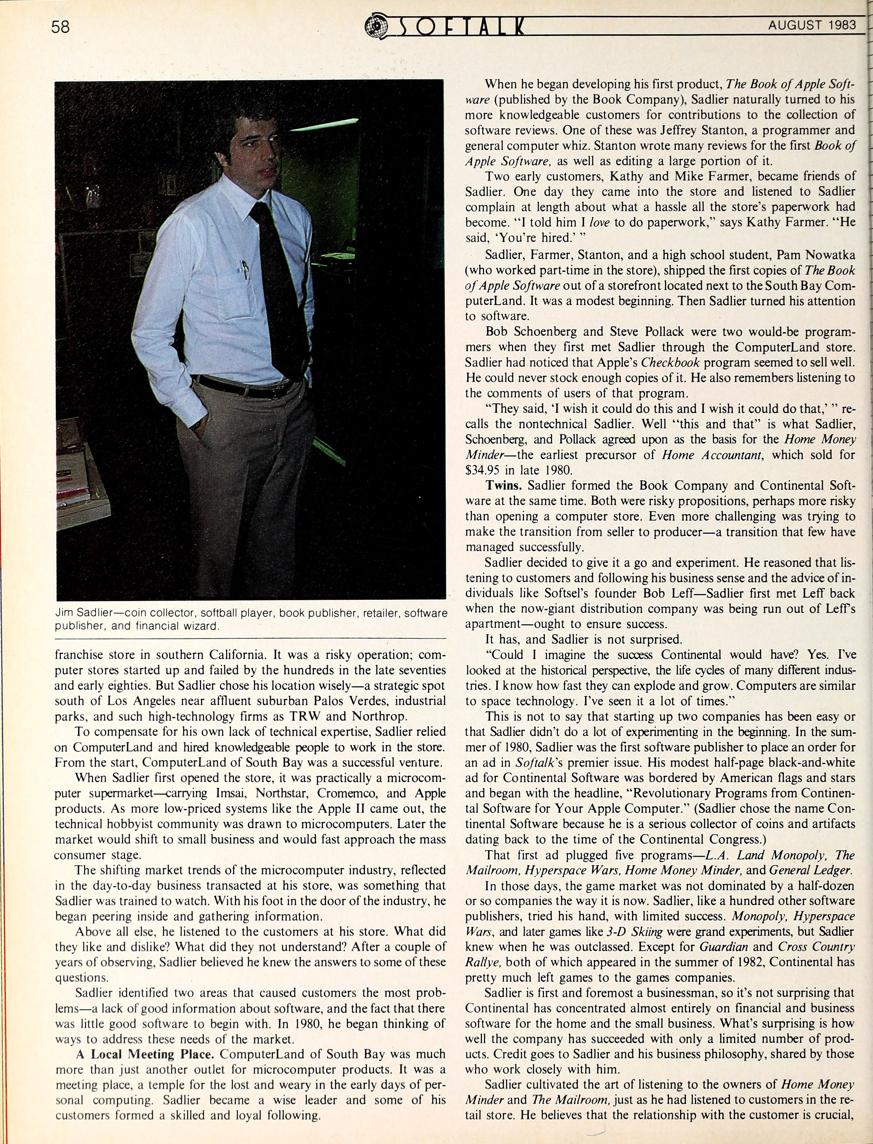 58
SOFTALK
AUGUST 1983
Jim Sadlier—coin collector, softball player, book publisher, retailer, software
publisher, and financial wizard.
franchise store in southern California. It was a risky operation; com-
puter stores started up and failed by the hundreds in the late seventies
and early eighties. But Sadlier chose his location wisely—a strategic spot
south of Los Angeles near affluent suburban Palos Verdes, industrial
parks, and such high-technology firms as TRW and Northrop.
To compensate for his own lack of technical expertise, Sadlier relied
on ComputerLand and hired knowledgeable people to work in the store.
From the start, ComputerLand of South Bay was a successful venture.
When Sadlier first opened the store, it was practically a microcom-
puter supermarket—carrying Imsai, Northstar, Cromemco, and Apple
products. As more low-priced systems like the Apple II came out, the
technical hobbyist community was drawn to microcomputers. Later the
market would shift to small business and would fast approach the mass
consumer stage.
The shifting market trends of the microcomputer industry, reflected
in the day-to-day business transacted at his store, was something that
Sadlier was trained to watch. With his foot in the door of the industry, he
began peering inside and gathering information.
Above all else, he listened to the customers at his store. What did
they like and dislike? What did they not understand? After a couple of
years of observing, Sadlier believed he knew the answers to some of these
questions.
Sadlier identified two areas that caused customers the most prob-
lems—a lack of good information about software, and the fact that there
was little good software to begin with. In 1980, he began thinking of
ways to address these needs of the market.
A Local Meeting Place. ComputerLand of South Bay was much
more than just another outlet for microcomputer products. It was a
meeting place, a temple for the lost and weary in the early days of per-
sonal computing. Sadlier became a wise leader and some of his
customers formed a skilled and loyal following.
When he began developing his first product, The Book of Apple Soft-
ware (published by the Book Company), Sadlier naturally turned to his
more knowledgeable customers for contributions to the collection of
software reviews. One of these was Jeffrey Stanton, a programmer and
general computer whiz. Stanton wrote many reviews for the first Book of
Apple Software, as well as editing a large portion of it.
Two early customers, Kathy and Mike Farmer, became friends of
Sadlier. One day they came into the store and listened to Sadlier
complain at length about what a hassle all the store's paperwork had
become. "I told him I love to do paperwork," says Kathy Farmer. "He
said, 'You're hired.' "
Sadlier, Farmer, Stanton, and a high school student, Pam Nowatka
(who worked part-time in the store), shipped the first copies of The Book
of Apple Software out of a storefront located next to the South Bay Com-
puterLand. It was a modest beginning. Then Sadlier turned his attention
to software.
Bob Schoenberg and Steve Pollack were two would-be program-
mers when they first met Sadlier through the ComputerLand store.
Sadlier had noticed that Apple's Checkbook program seemed to sell well.
He could never stock enough copies of it. He also remembers listening to
the comments of users of that program.
"They said, 'I wish it could do this and I wish it could do that,' " re-
calls the nontechnical Sadlier. Well "this and that" is what Sadlier,
Schoenberg, and Pollack agreed upon as the basis for the Home Money
Minder—the earliest precursor of Home Accountant, which sold for
$34.95 in late 1980.
Twins. Sadlier formed the Book Company and Continental Soft-
ware at the same time. Both were risky propositions, perhaps more risky
than opening a computer store. Even more challenging was trying to
make the transition from seller to producer—a transition that few have
managed successfully.
Sadlier decided to give it a go and experiment. He reasoned that lis-
tening to customers and following his business sense and the advice of in-
dividuals like Softsel's founder Bob Leff—Sadlier first met Leff back
when the now-giant distribution company was being run out of Leff's
apartment—ought to ensure success.
It has, and Sadlier is not surprised.
"Could I imagine the success Continental would have? Yes. I've
looked at the historical perspective, the life cycles of many different indus-
tries. I know how fast they can explode and grow. Computers are similar
to space technology. I've seen it a lot of times."
This is not to say that starting up two companies has been easy or
that Sadlier didn't do a lot of experimenting in the beginning. In the sum-
mer of 1980, Sadlier was the first software publisher to place an order for
an ad in Softalk's premier issue. His modest half-page black-and-white
ad for Continental Software was bordered by American flags and stars
and began with the headline, "Revolutionary Programs from Continen-
tal Software for Your Apple Computer." (Sadlier chose the name Con-
tinental Software because he is a serious collector of coins and artifacts
dating back to the time of the Continental Congress.)
That first ad plugged five programs—L.A. Land Monopoly, The
Mailroom, Hyperspace Wars, Home Money Minder, and General Ledger.
In those days, the game market was not dominated by a half-dozen
or so companies the way it is now. Sadlier, like a hundred other software
publishers, tried his hand, with limited success. Monopoly, Hyperspace
Wars, and later games like 3-D Skiing were grand experiments, but Sadlier
knew when he was outclassed. Except for Guardian and Cross Country
Rallye, both of which appeared in the summer of 1982, Continental has
pretty much left games to the games companies.
Sadlier is first and foremost a businessman, so it's not surprising that
Continental has concentrated almost entirely on financial and business
software for the home and the small business. What's surprising is how
well the company has succeeded with only a limited number of prod-
ucts. Credit goes to Sadlier and his business philosophy, shared by those
who work closely with him.
Sadlier cultivated the art of listening to the owners of Home Money
Minder and The Mailroom, just as he had listened to customers in the re-
tail store. He believes that the relationship with the customer is crucial,